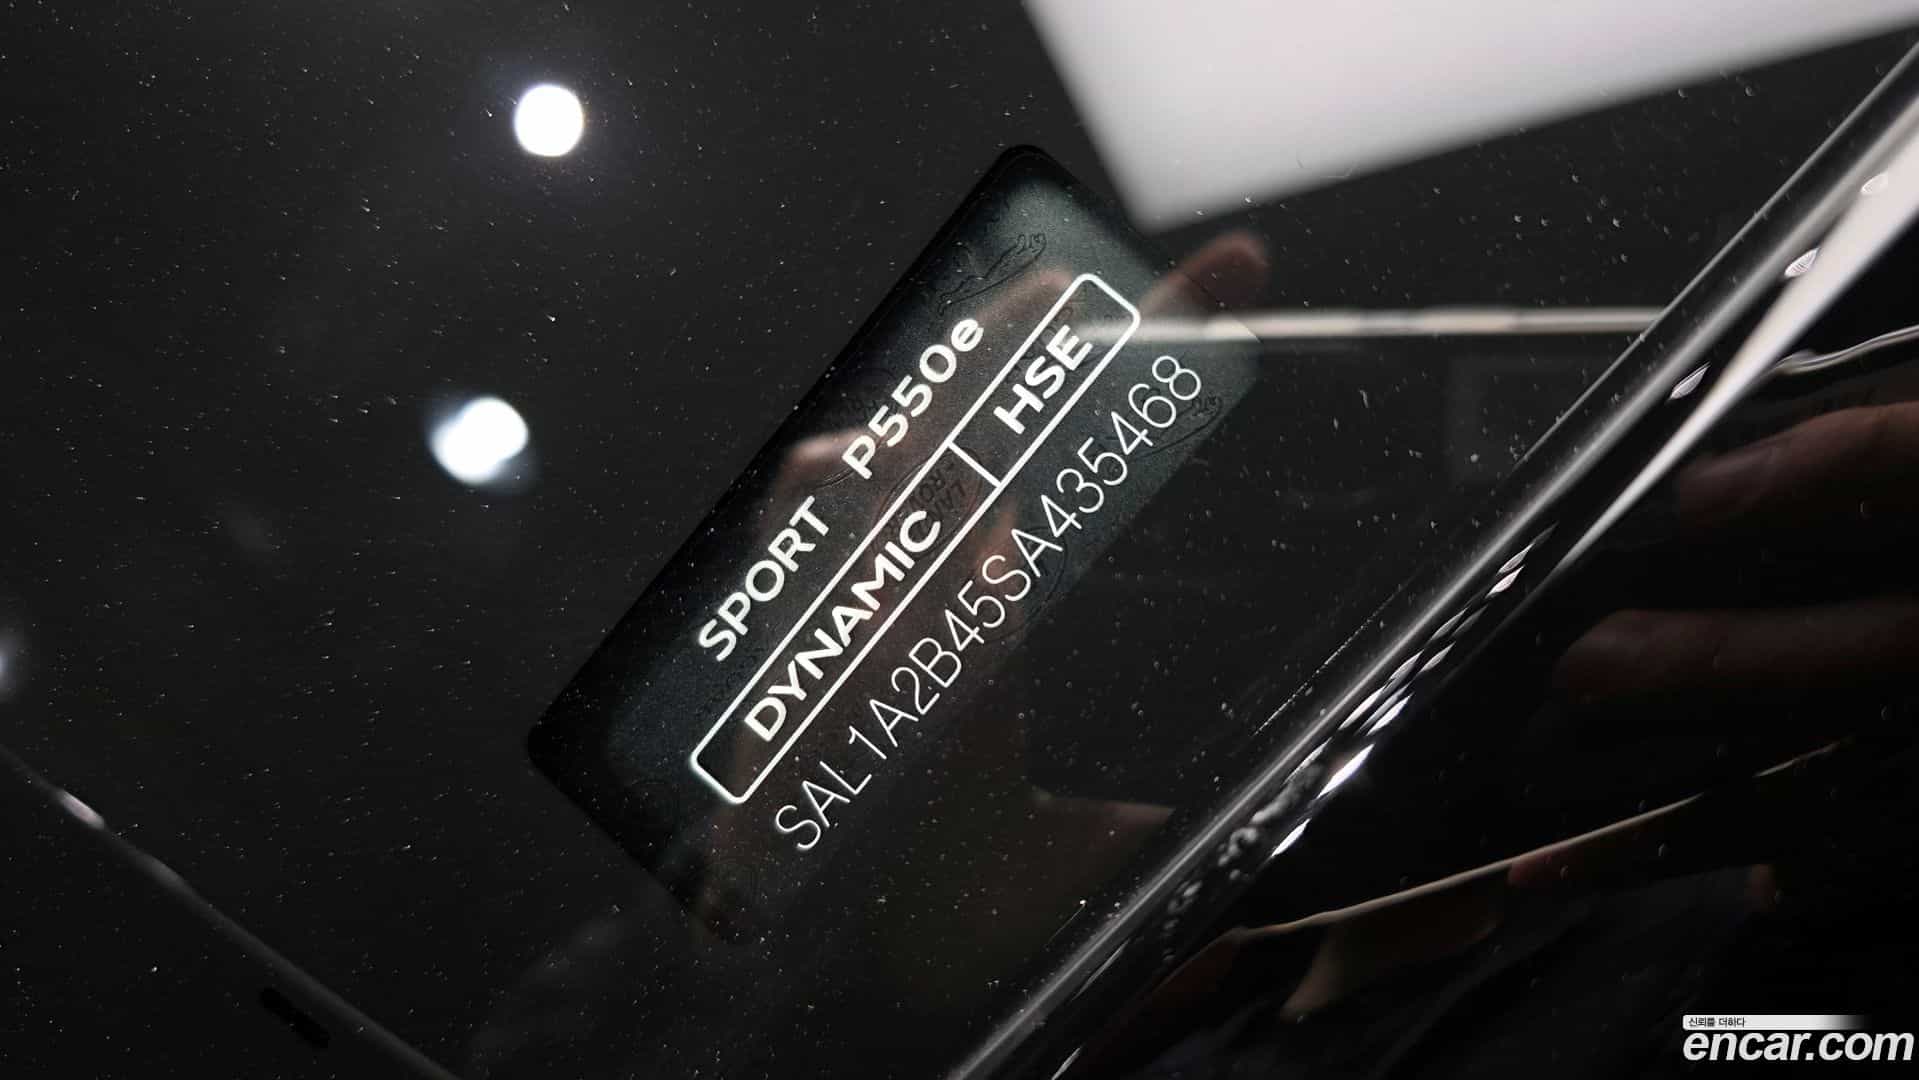 SPORT P550e
DYNAMIC HSE
SAL1A2B45SA435468
신뢰를 더하다
encar.com